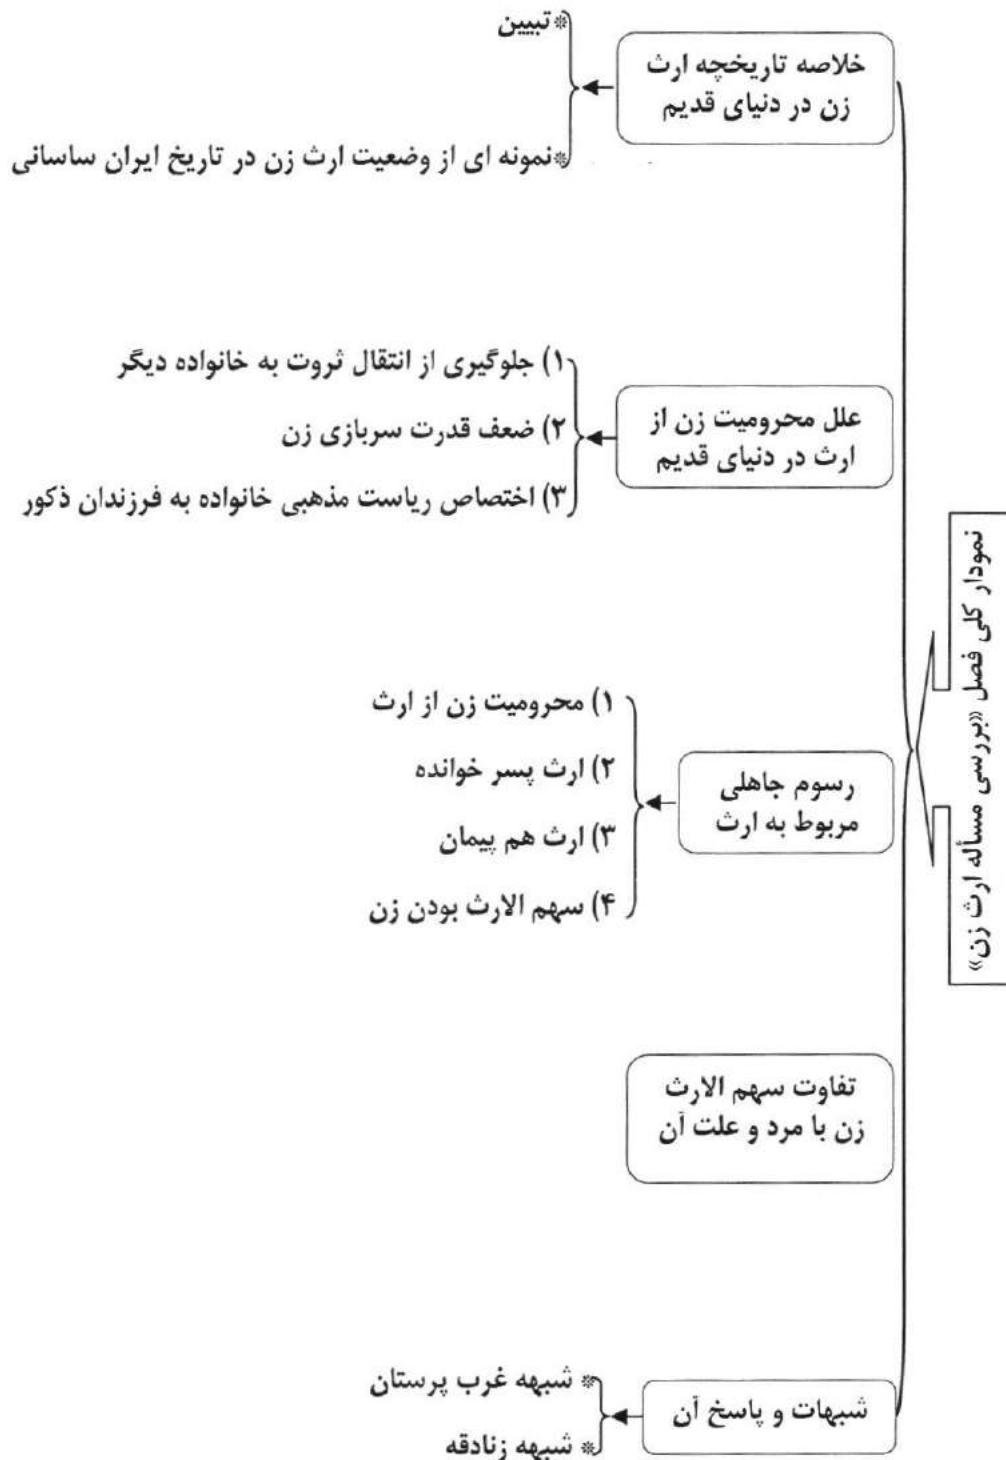 نمودار کلی فصل «بررسی مسأله ارث زن»
خلاصه تاریخچه ارث
زن در دنیای قدیم
* تبیین
* نمونه ای از وضعیت ارث زن در تاریخ ایران ساسانی
علل محرومیت زن از
ارث در دنیای قدیم
۱) جلوگیری از انتقال ثروت به خانواده دیگر
۲) ضعف قدرت سربازی زن
۳) اختصاص ریاست مذهبی خانواده به فرزندان ذکور
رسوم جاهلی
مربوط به ارث
۱) محرومیت زن از ارث
۲) ارث پسر خوانده
۳) ارث هم پیمان
۴) سهم الارث بودن زن
تفاوت سهم الارث
زن با مرد و علت آن
شبهات و پاسخ آن
* شبهه غرب پرستان
* شبهه زنادقه